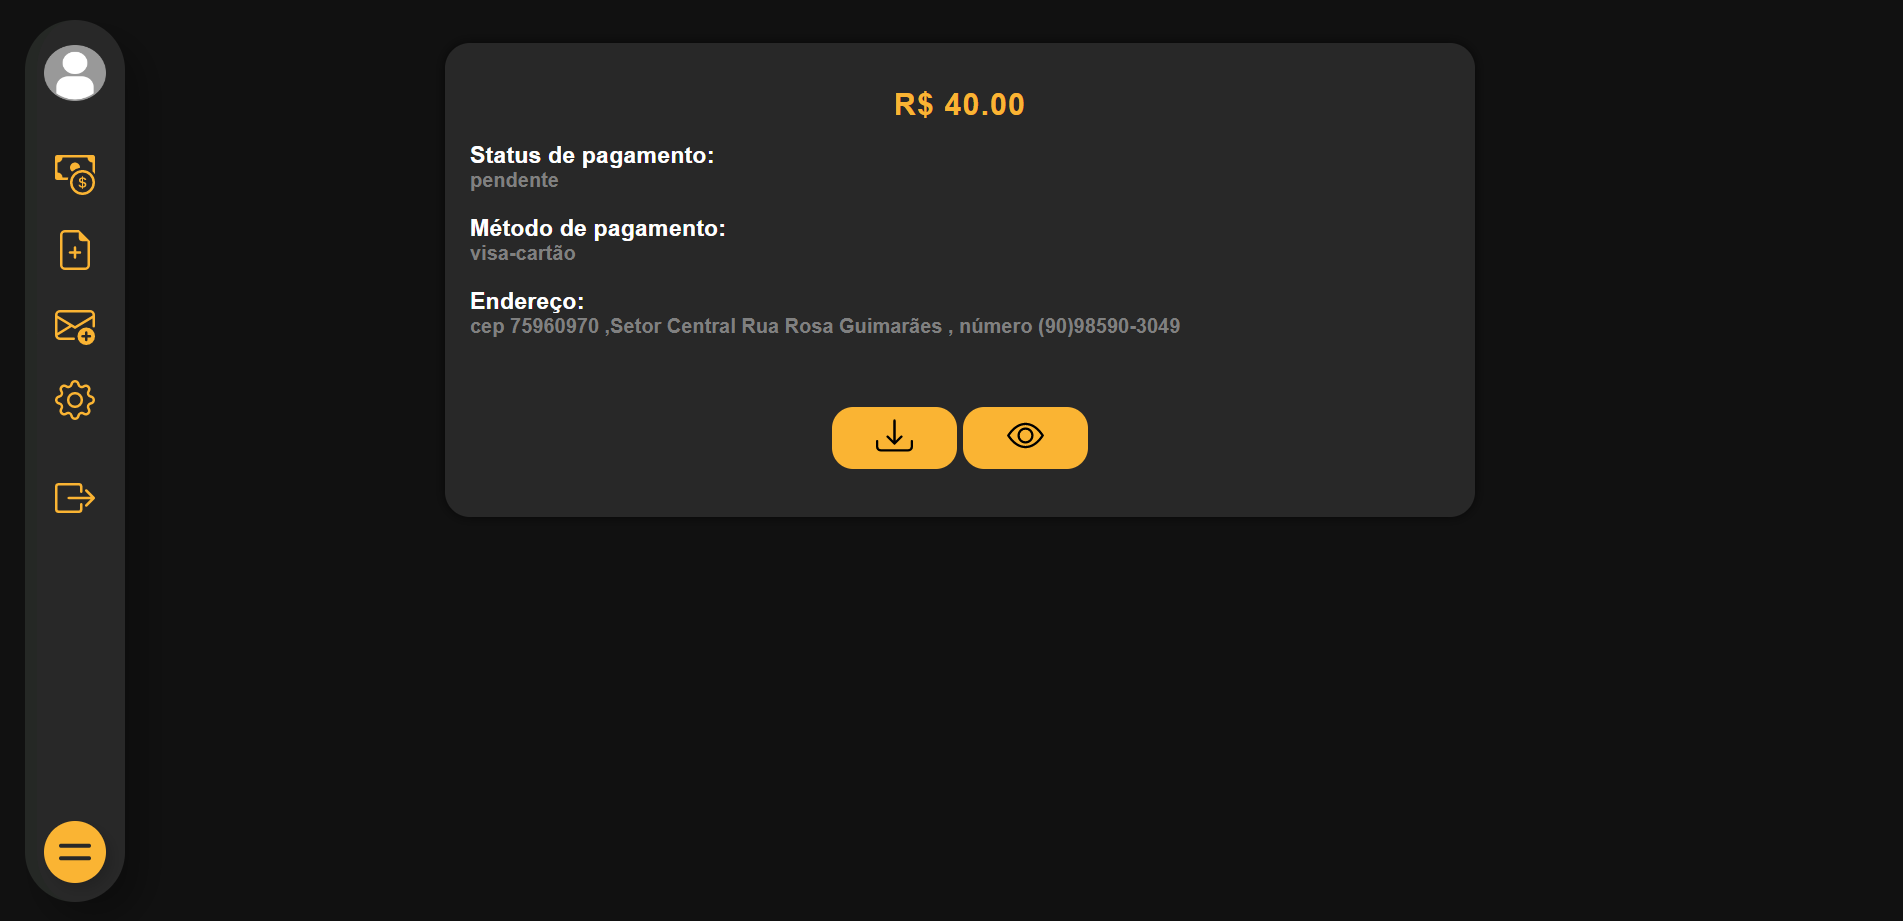 R$ 40.00
Status de pagamento:
pendente
Método de pagamento:
visa-cartão
Endereço:
cep 75960970 ,Setor Central Rua Rosa Guimarães , número (90)98590-3049